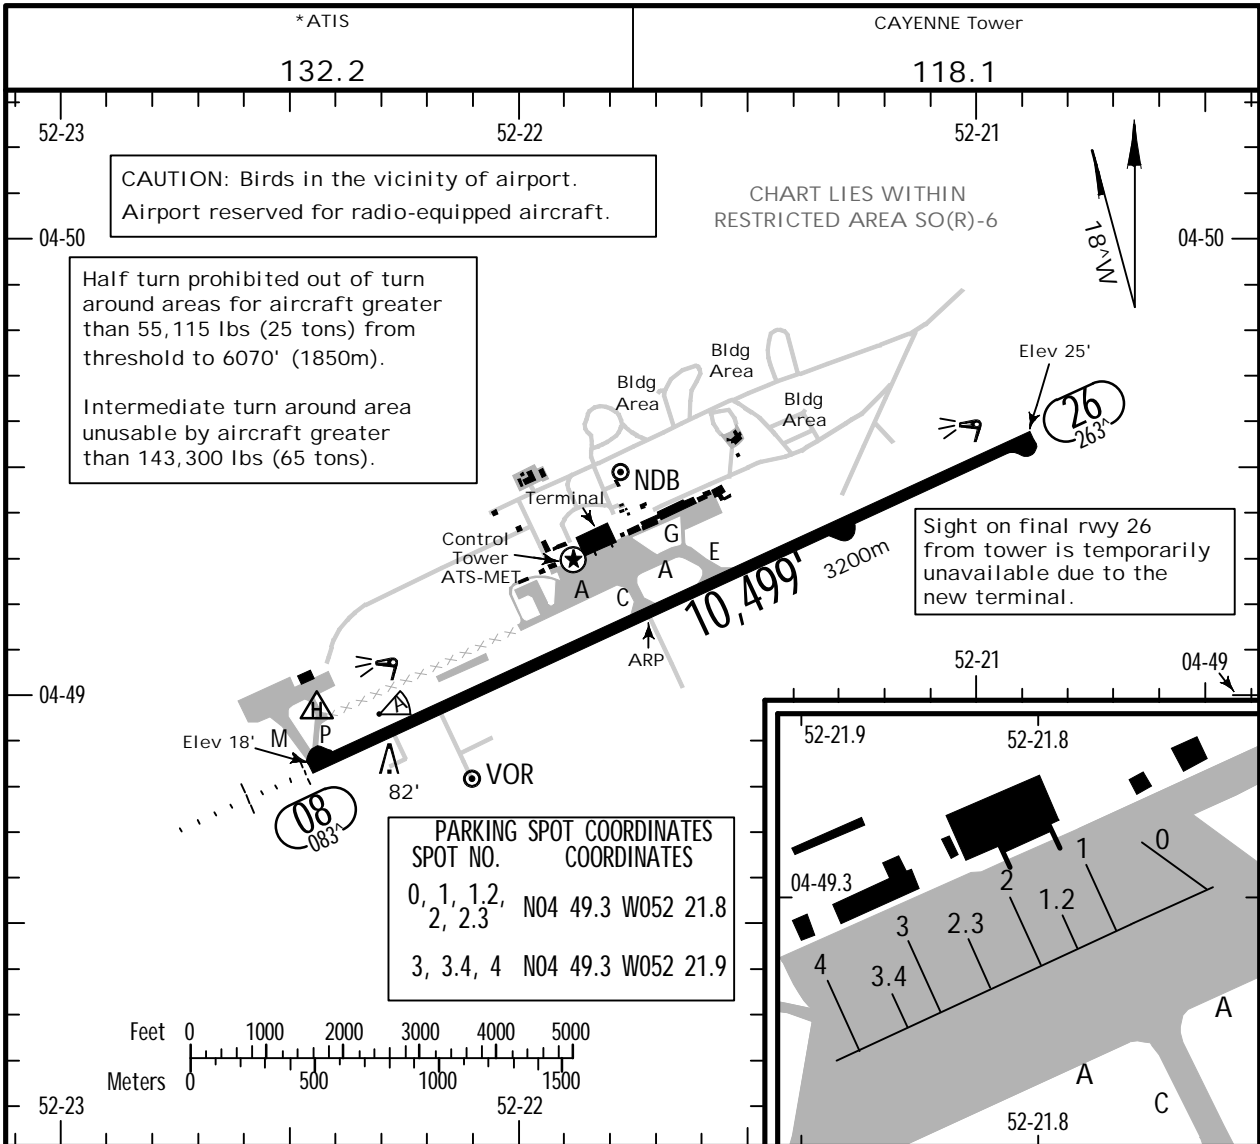 *ATIS
132.2
CAYENNE Tower
118.1
52-23
52-22
52-21
CAUTION: Birds in the vicinity of airport.
Airport reserved for radio-equipped aircraft.
CHART LIES WITHIN
RESTRICTED AREA SO(R)-6
18^W
04-50
04-50
Half turn prohibited out of turn
around areas for aircraft greater
than 55,115 lbs (25 tons) from
threshold to 6070' (1850m).
Intermediate turn around area
unusable by aircraft greater
than 143,300 lbs (65 tons).
Bldg
Area
Bldg
Area
Bldg
Area
Elev 25'
26
263^
NDB
Terminal
Control
Tower
ATS-MET
G
E
A
A
C
10,499'
3200m
ARP
Sight on final rwy 26
from tower is temporarily
unavailable due to the
new terminal.
52-21
04-49
04-49
A
H
M
P
Elev 18'
08
083^
82'
VOR
PARKING SPOT COORDINATES
SPOT NO. COORDINATES
0, 1, 1.2,
2, 2.3 N04 49.3 W052 21.8
3, 3.4, 4 N04 49.3 W052 21.9
Feet 0 1000 2000 3000 4000 5000
Meters 0 500 1000 1500
52-23
52-22
52-21.9
52-21.8
04-49.3
0
1
2
1.2
2.3
3
3.4
4
A
A
C
52-21.8